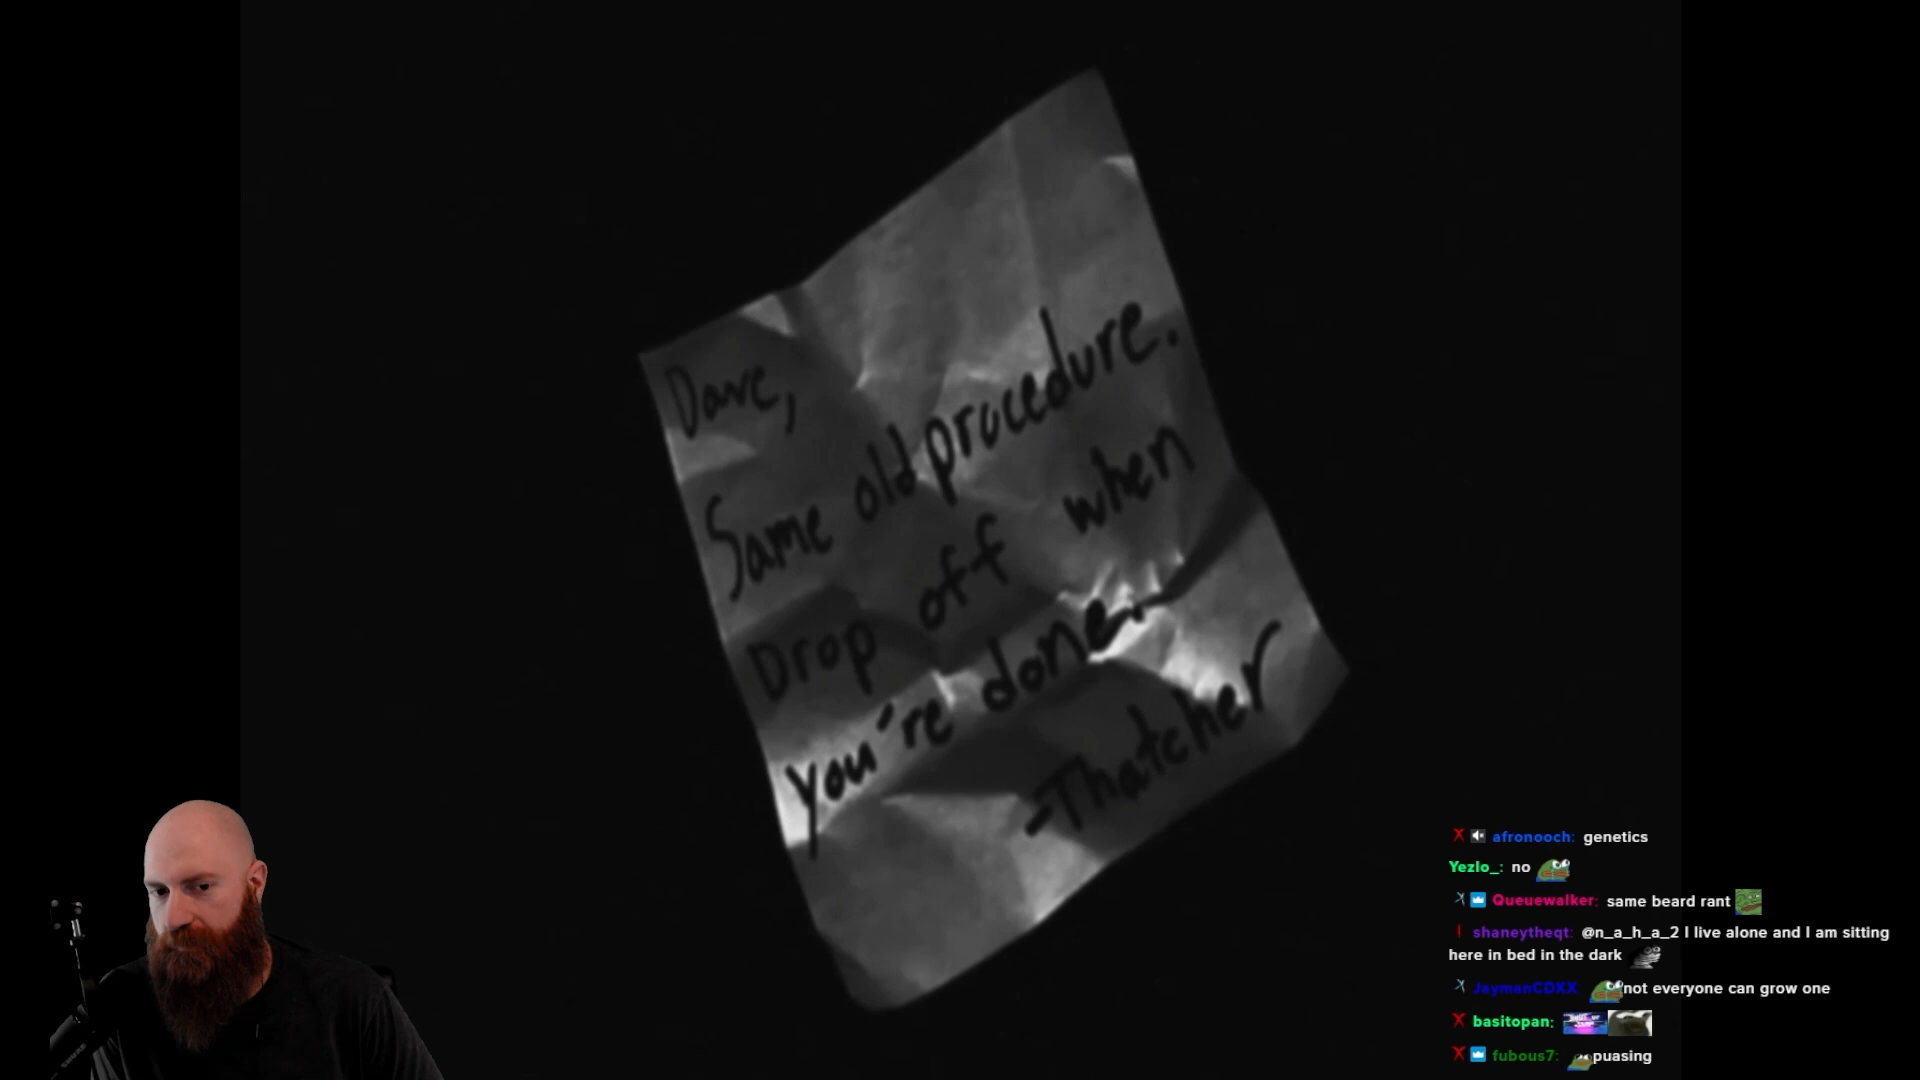 Dave,
Same old procedure.
Drop off when
you're done.
-Thatcher
afronooch: genetics
Yezlo_: no
Queuewalker: same beard rant
shaneytheqt: @n_a_h_a_2 I live alone and I am sitting
here in bed in the dark
JaymanCDXX: not everyone can grow one
basitopan:
fubous7: puasing